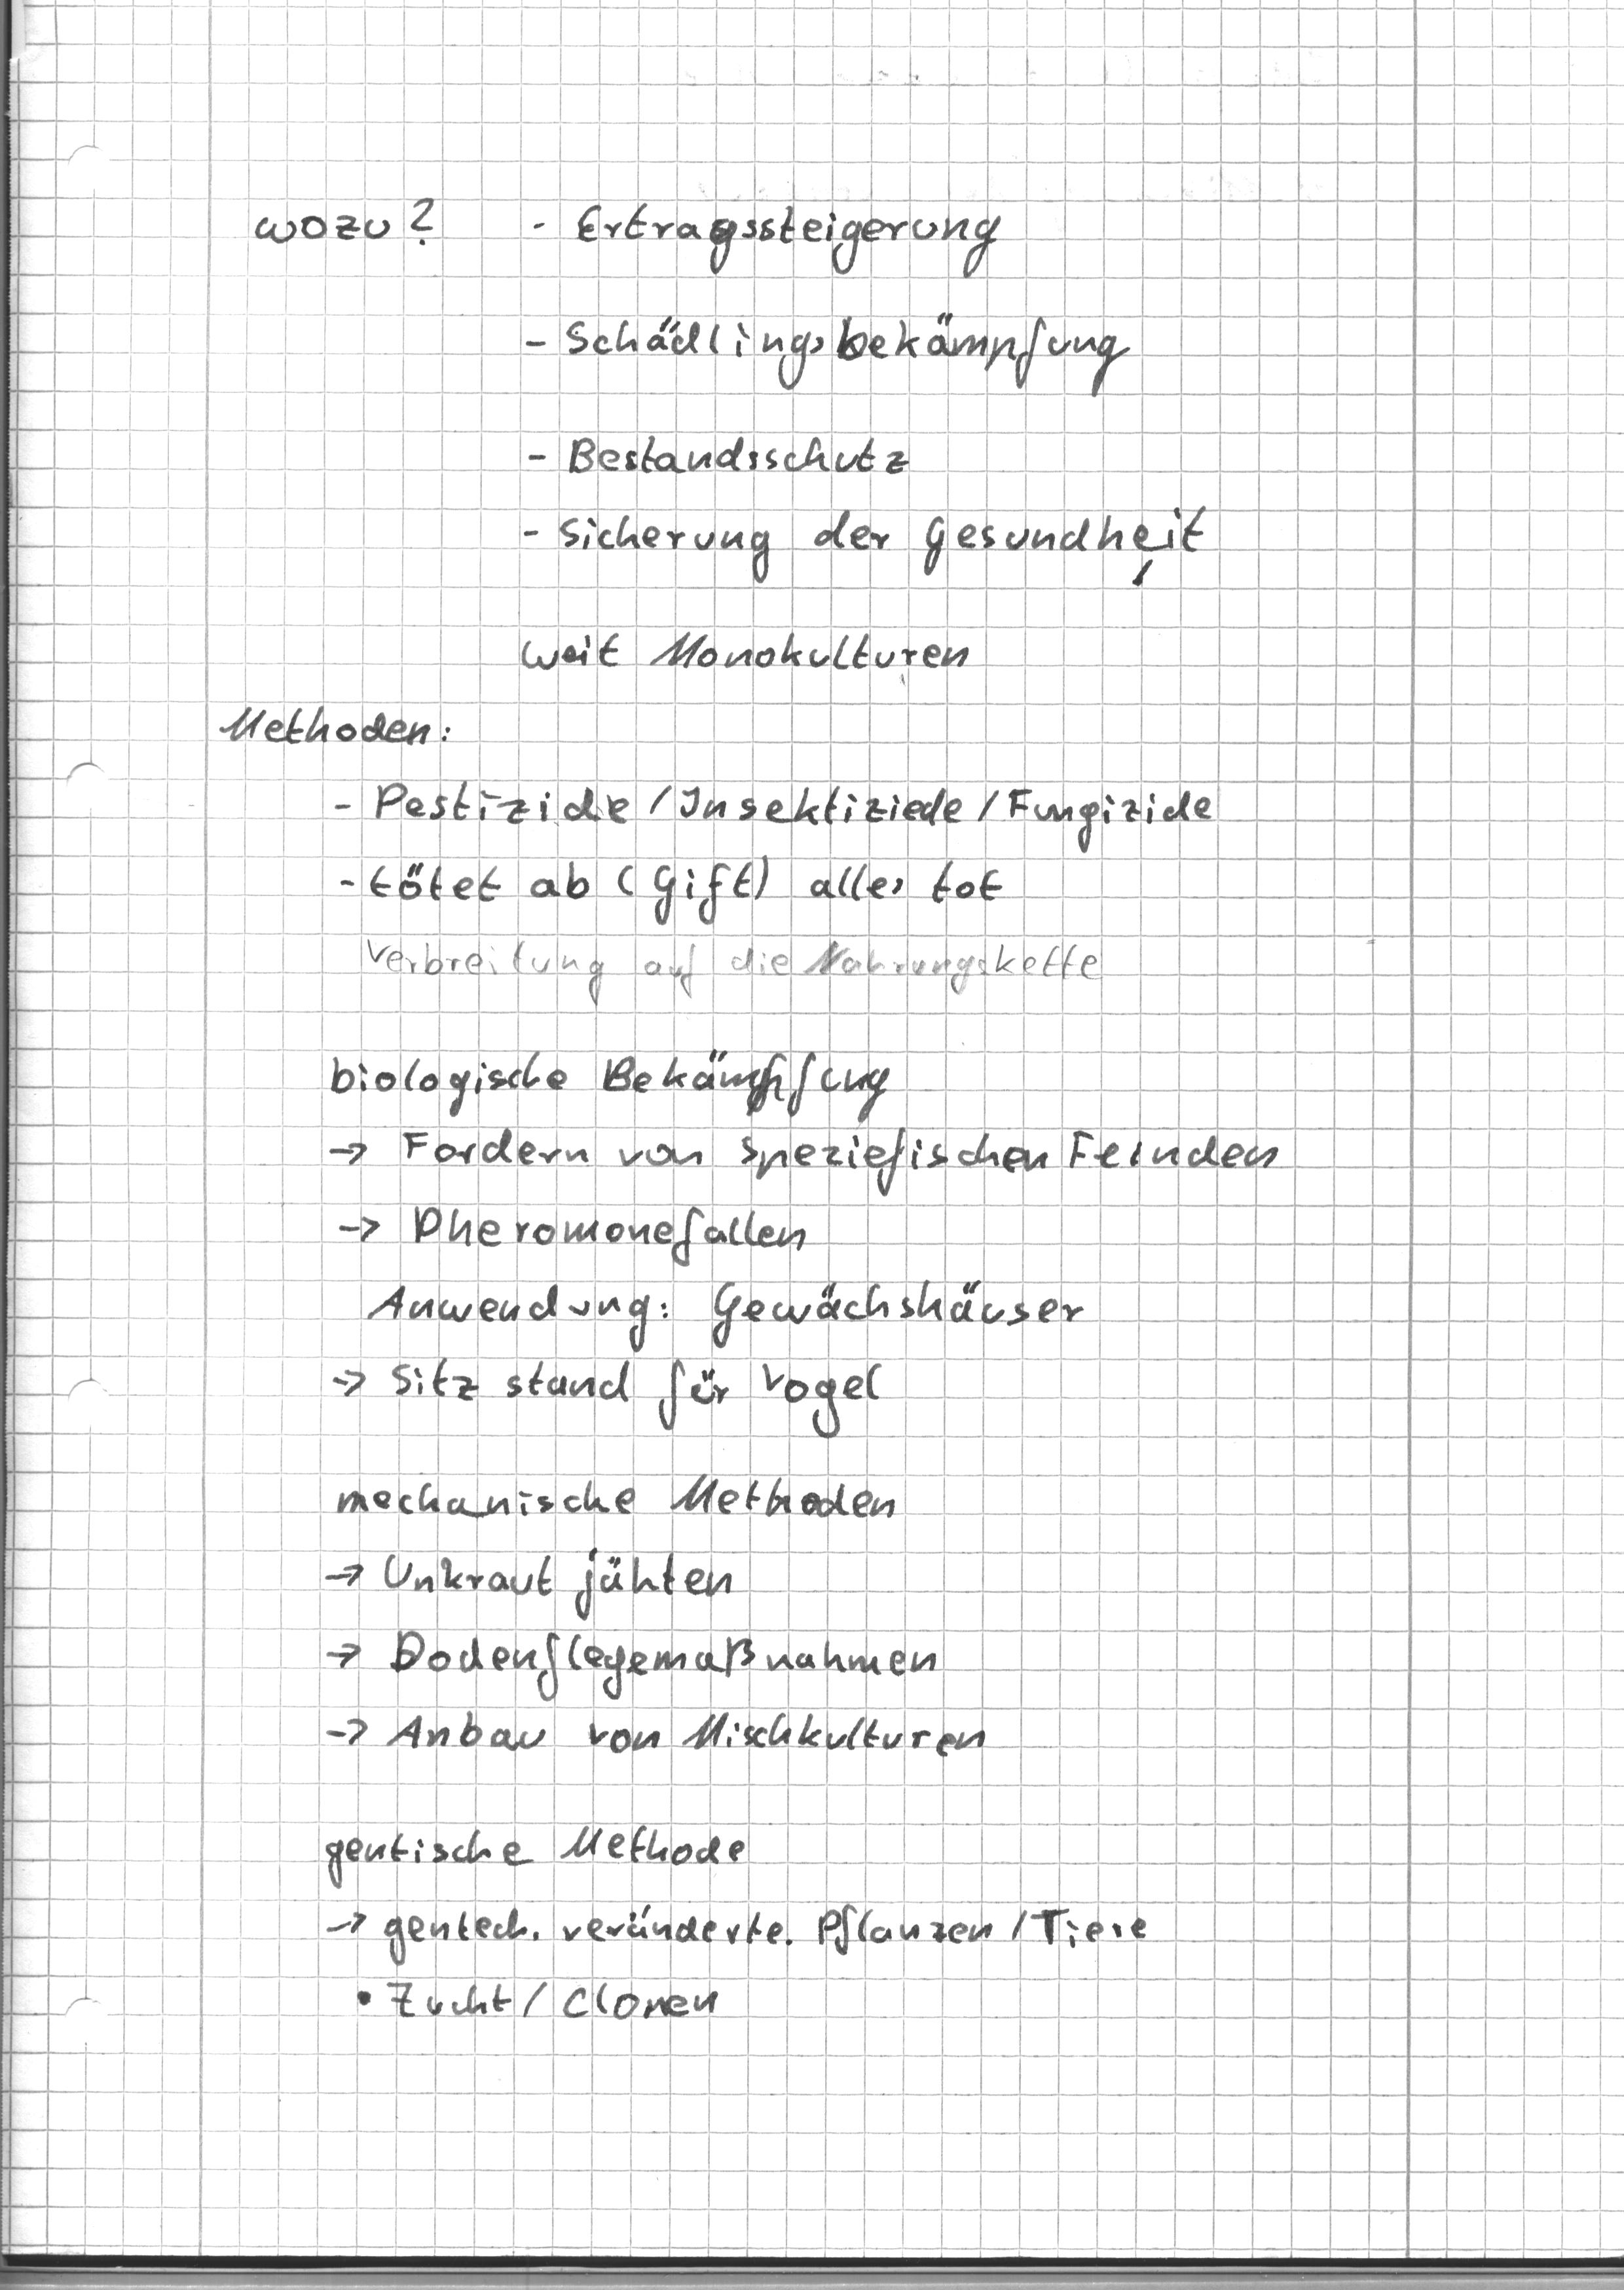 wozu? - Ertragssteigerung
- Schädlingsbekämpfung
- Bestandsschutz
- Sicherung der Gesundheit
weit Monokulturen
Methoden:
- Pestizide / Insektiziede / Fungizide
- tötet ab (Gift) alles tot
Verbreitung auf die Nahrungskette
biologische Bekämpfung
→ Fordern von speziefischen Feinden
→ Pheromonefallen
Anwendung: Gewächshäuser
→ Sitz stand für Vogel
mechanische Methoden
→ Unkraut jähten
→ Bodenflegemaßnahmen
→ Anbau von Mischkulturen
gentische Methode
→ gentech. veränderte. Pflanzen / Tiere
• Zucht / Clonen